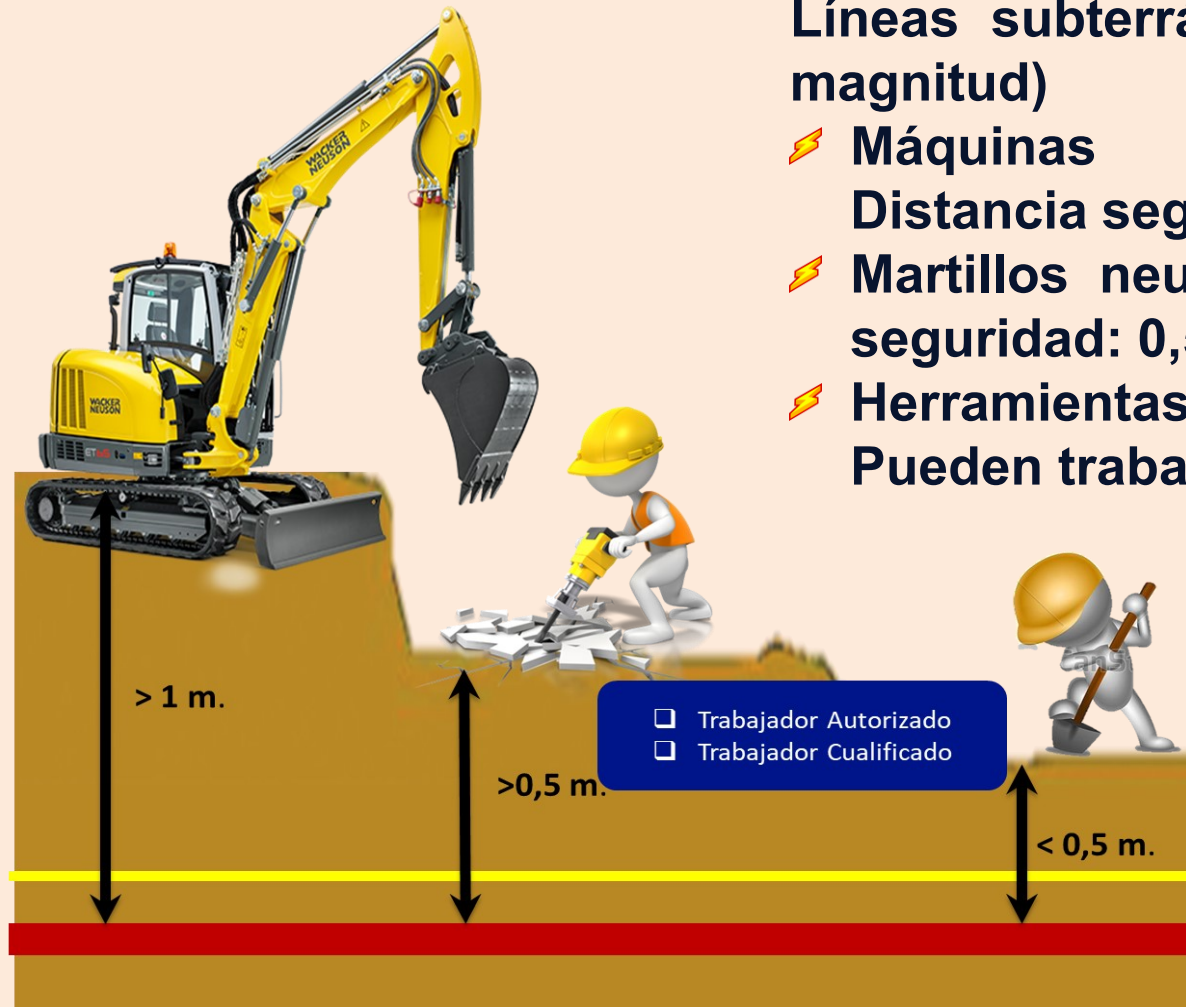 Líneas subterra
magnitud)
Máquinas
Distancia seg
Martillos neu
seguridad: 0,5
Herramientas
Pueden traba
WACKER
NEUSON
WACKER
NEUSON
> 1 m.
>0,5 m.
❑ Trabajador Autorizado
❑ Trabajador Cualificado
< 0,5 m.